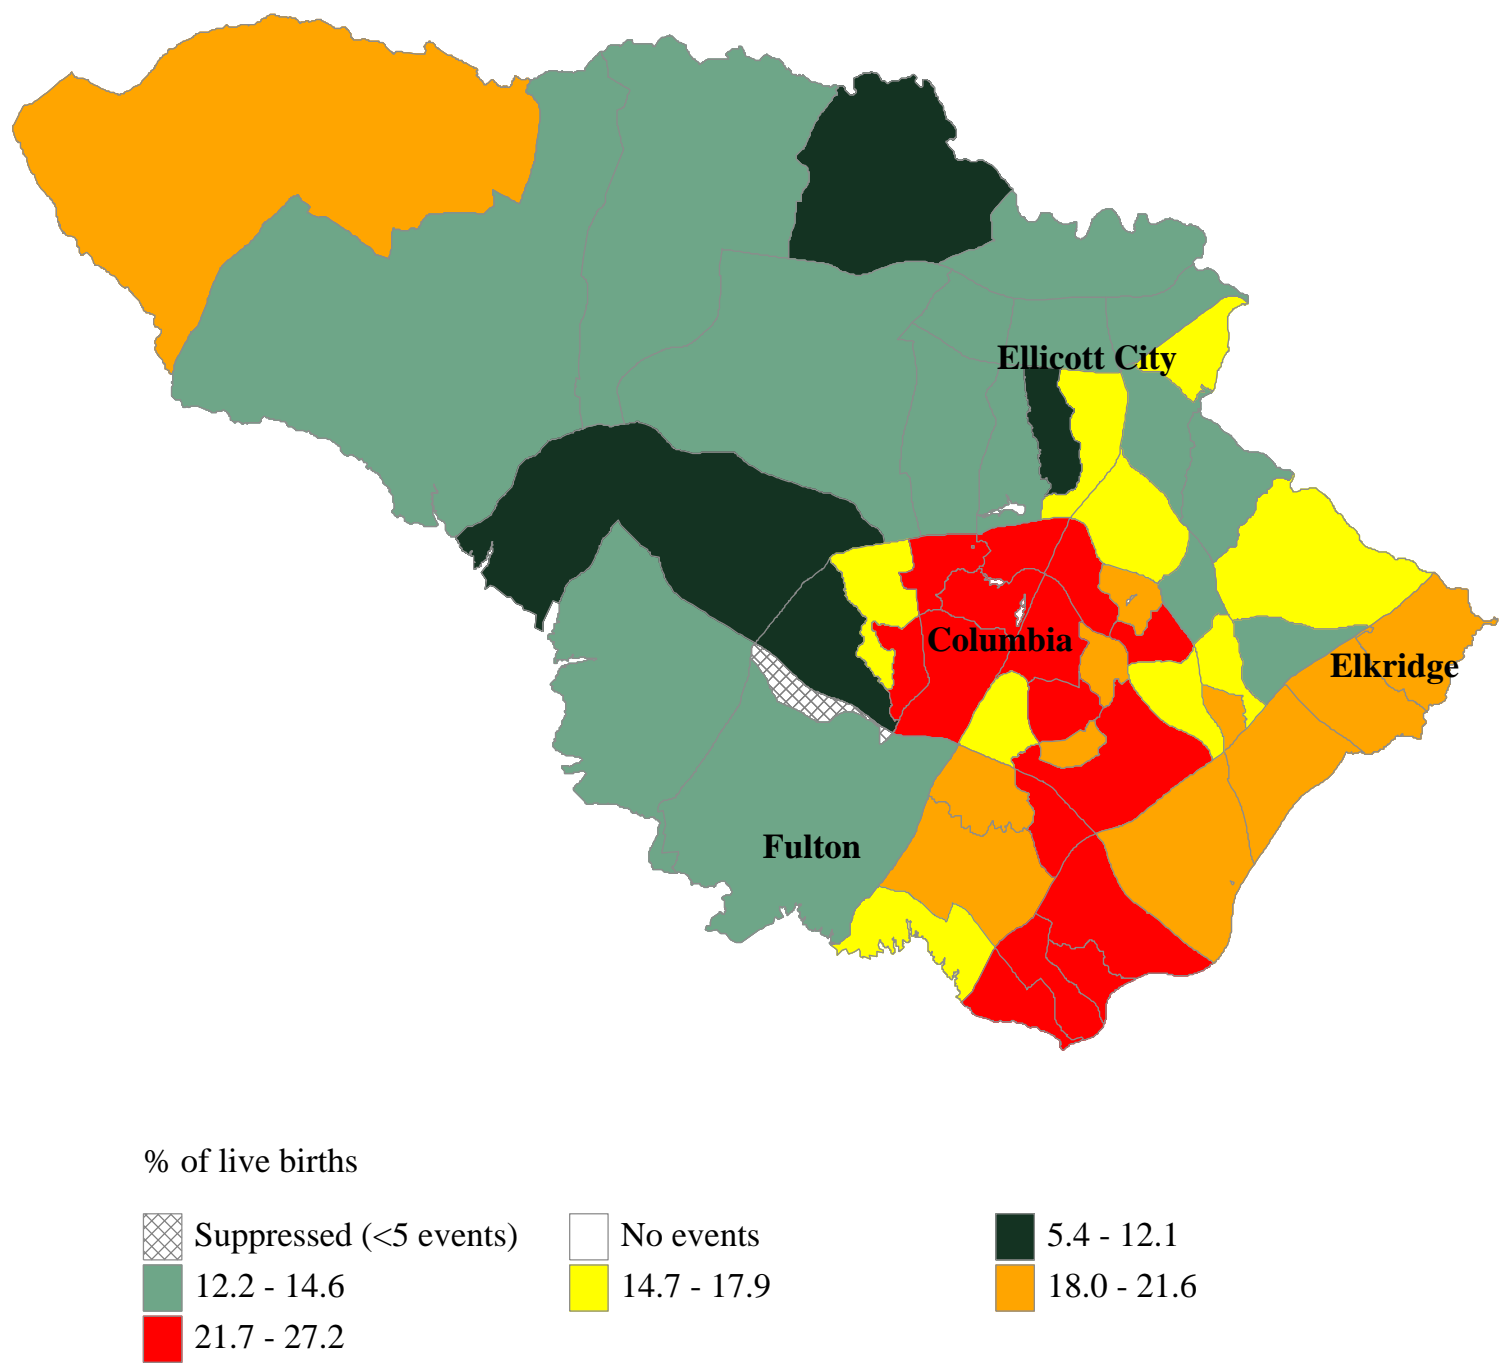 Ellicott City
Columbia
Elkridge
Fulton
% of live births
Suppressed (<5 events)
No events
5.4 - 12.1
12.2 - 14.6
14.7 - 17.9
18.0 - 21.6
21.7 - 27.2